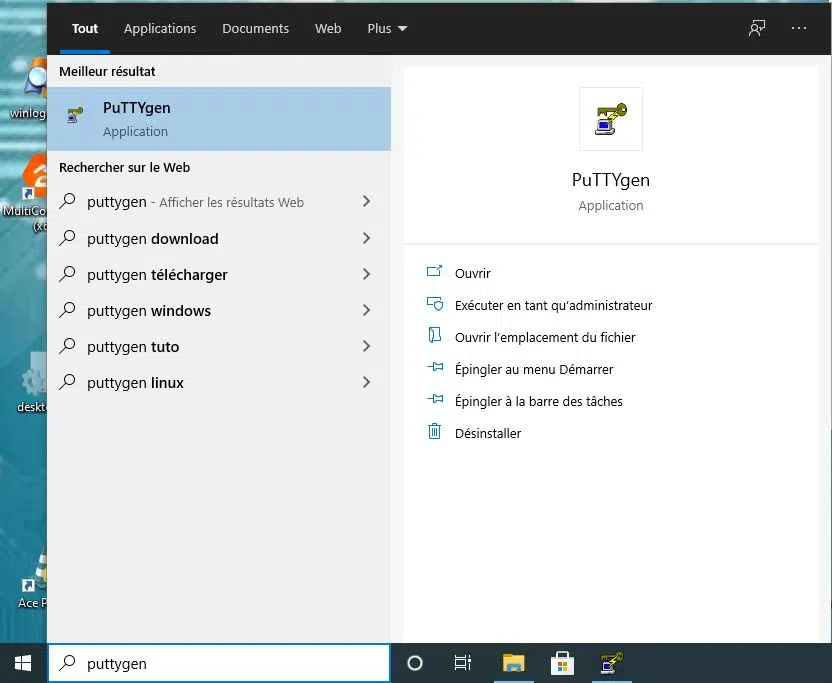 Tout Applications Documents Web Plus
Meilleur résultat
PuTTYgen
Application
Rechercher sur le Web
puttygen - Afficher les résultats Web
puttygen download
puttygen télécharger
puttygen windows
puttygen tuto
puttygen linux
PuTTYgen
Application
Ouvrir
Exécuter en tant qu'administrateur
Ouvrir l'emplacement du fichier
Épingler au menu Démarrer
Épingler à la barre des tâches
Désinstaller
winlog
MultiCo
deskt
Ace P
puttygen